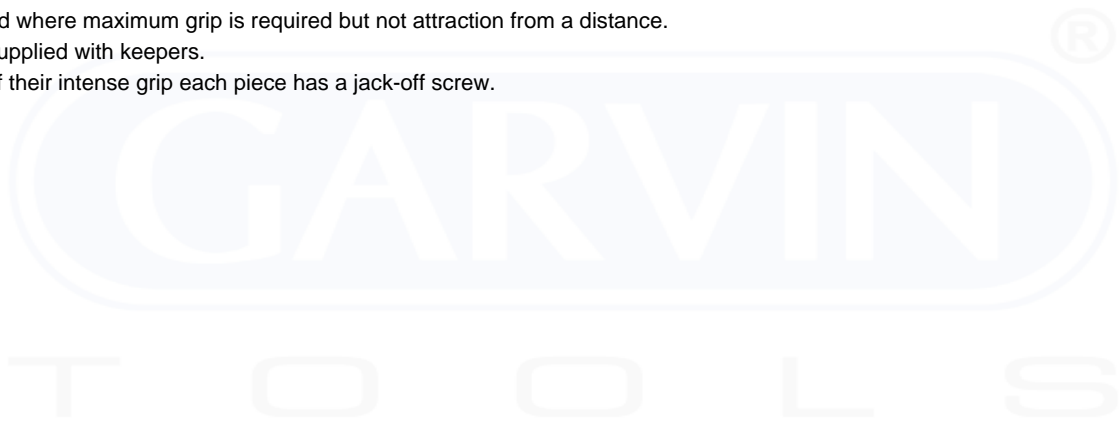 d where maximum grip is required but not attraction from a distance.
upplied with keepers.
f their intense grip each piece has a jack-off screw.
GARVIN ®
TOOLS